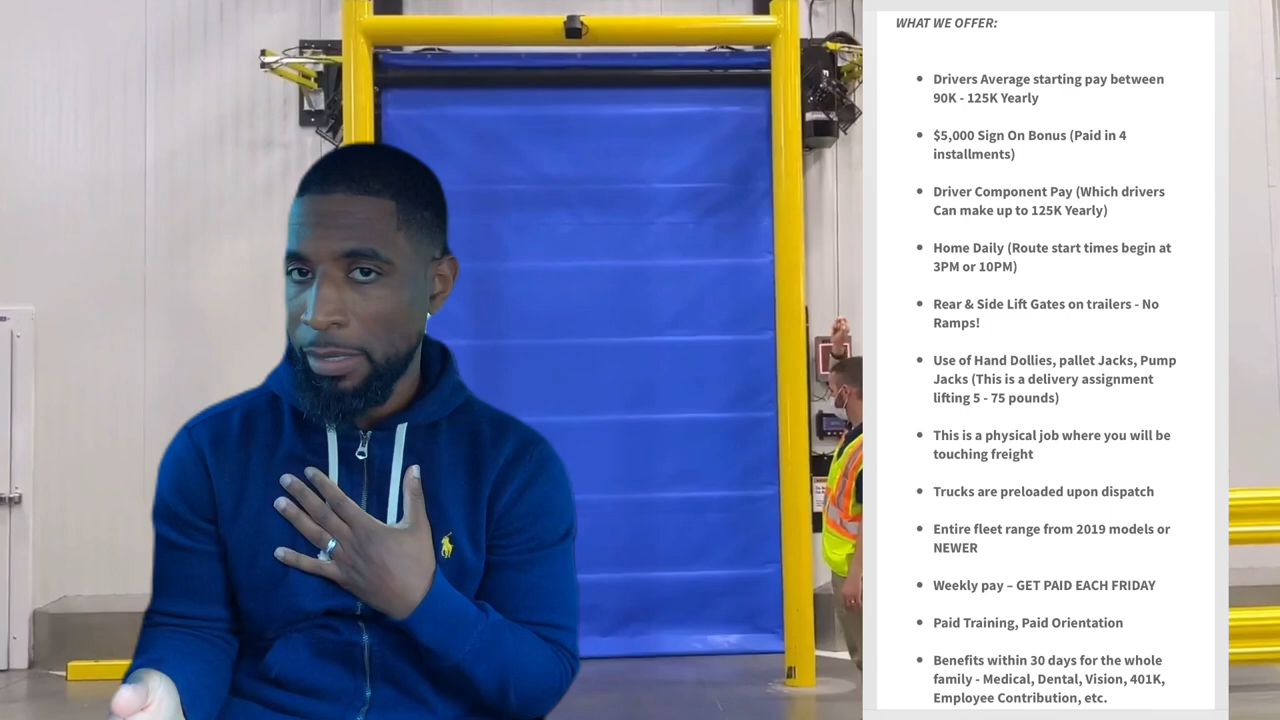 WHAT WE OFFER:
Drivers Average starting pay between
90K - 125K Yearly
$5,000 Sign On Bonus (Paid in 4
installments)
Driver Component Pay (Which drivers
Can make up to 125K Yearly)
Home Daily (Route start times begin at
3PM or 10PM)
Rear & Side Lift Gates on trailers - No
Ramps!
Use of Hand Dollies, pallet Jacks, Pump
Jacks (This is a delivery assignment
lifting 5 - 75 pounds)
This is a physical job where you will be
touching freight
Trucks are preloaded upon dispatch
Entire fleet range from 2019 models or
NEWER
Weekly pay – GET PAID EACH FRIDAY
Paid Training, Paid Orientation
Benefits within 30 days for the whole
family - Medical, Dental, Vision, 401K,
Employee Contribution, etc.